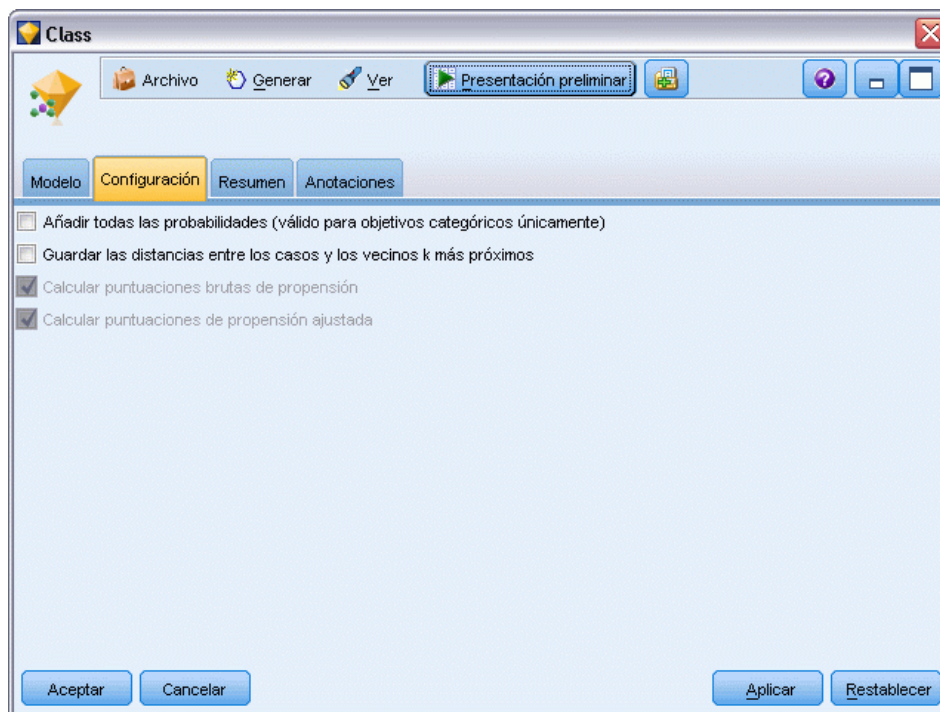 Class
Archivo Generar Ver Presentación preliminar
Modelo Configuración Resumen Anotaciones
Añadir todas las probabilidades (válido para objetivos categóricos únicamente)
Guardar las distancias entre los casos y los vecinos k más próximos
Calcular puntuaciones brutas de propensión
Calcular puntuaciones de propensión ajustada
Aceptar Cancelar Aplicar Restablecer